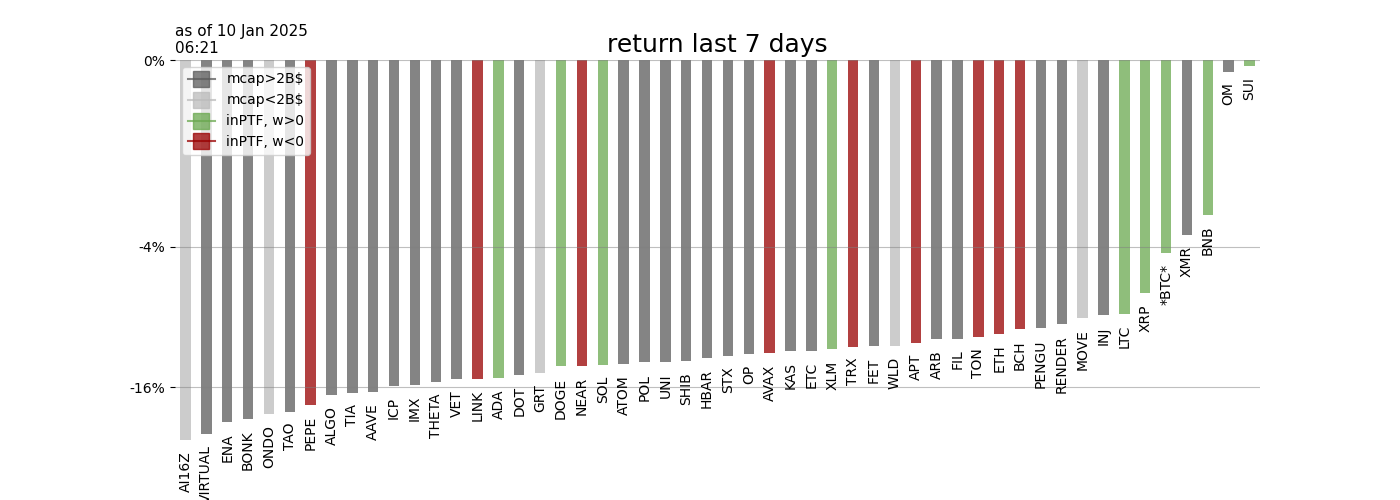 as of 10 Jan 2025
06:21
return last 7 days
0%
-4%
-16%
mcap>2B$
mcap<2B$
inPTF, w>0
inPTF, w<0
AI16Z
VIRTUAL
ENA
BONK
ONDO
TAO
PEPE
ALGO
TIA
AAVE
ICP
IMX
THETA
VET
LINK
ADA
DOT
GRT
DOGE
NEAR
SOL
ATOM
POL
UNI
SHIB
HBAR
STX
OP
AVAX
KAS
ETC
XLM
TRX
FET
WLD
APT
ARB
FIL
TON
ETH
BCH
PENGU
RENDER
MOVE
INJ
LTC
XRP
*BTC*
XMR
BNB
OM
SUI